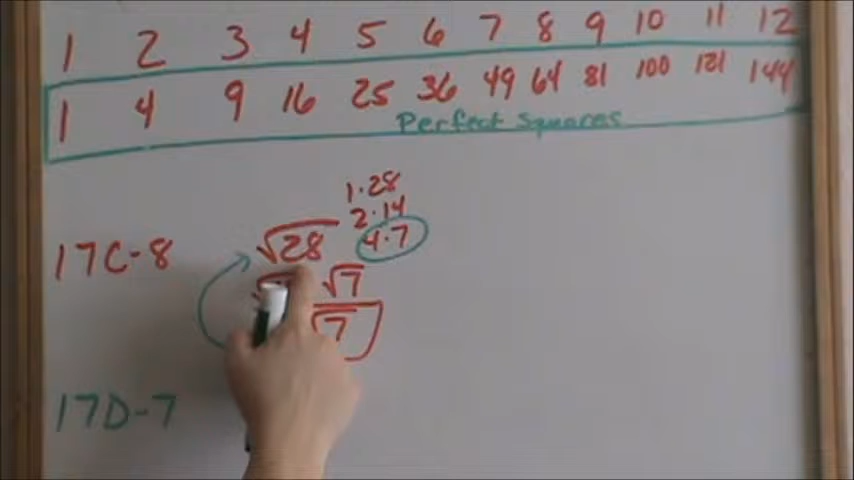 1 2 3 4 5 6 7 8 9 10 11 12
1 4 9 16 25 36 49 64 81 100 121 144
Perfect Squares
1·28
2·14
4·7
17C-8 √28
√7
√7
17D-7